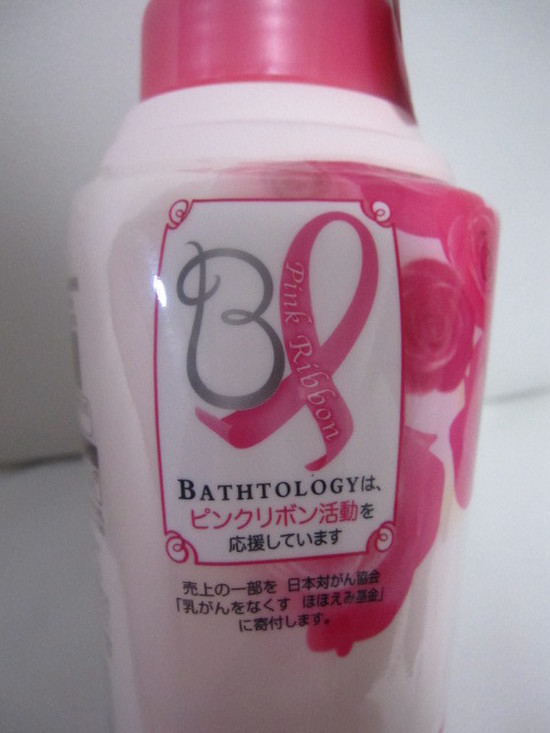 B
Pink Ribbon
BATHTOLOGYは、
ピンクリボン活動を
応援しています
売上の一部を 日本対がん協会
「乳がんをなくす ほほえみ基金」
に寄付します。